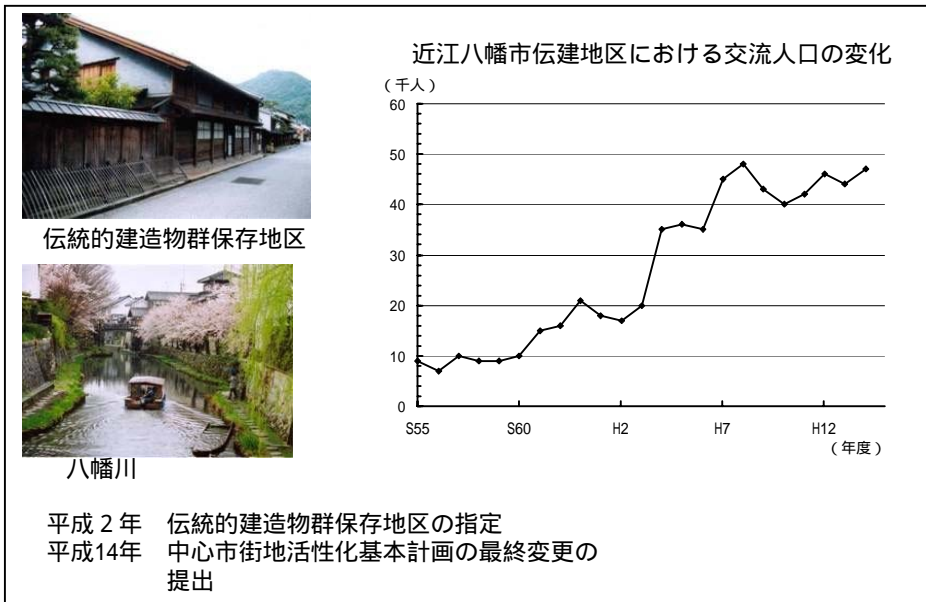 近江八幡市伝建地区における交流人口の変化
（千人）
60
50
40
30
20
10
0
S55 S60 H2 H7 H12
（年度）
伝統的建造物群保存地区
八幡川
平成２年 伝統的建造物群保存地区の指定
平成14年 中心市街地活性化基本計画の最終変更の
提出